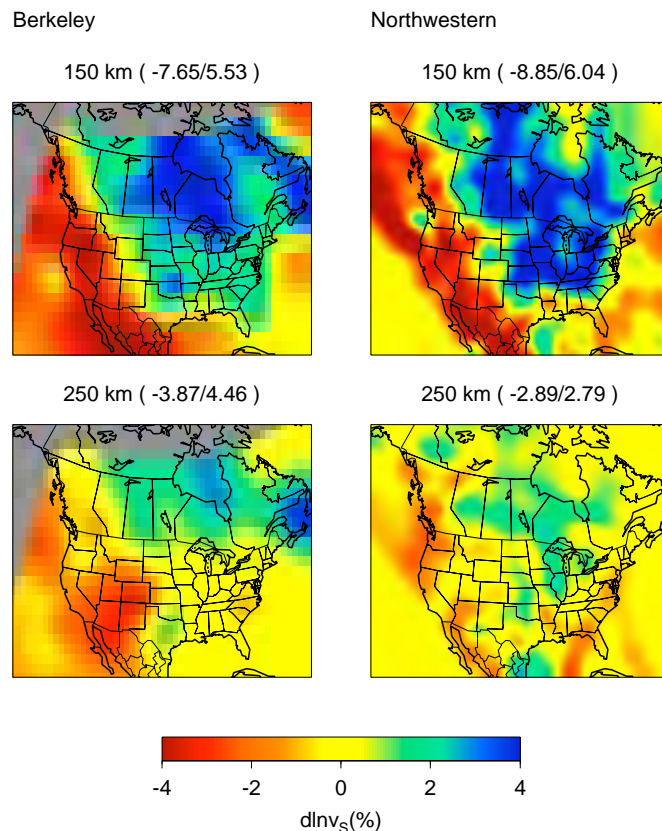 Berkeley
Northwestern
150 km ( -7.65/5.53 )
150 km ( -8.85/6.04 )
250 km ( -3.87/4.46 )
250 km ( -2.89/2.79 )
-4 -2 0 2 4
dlnvS(%)